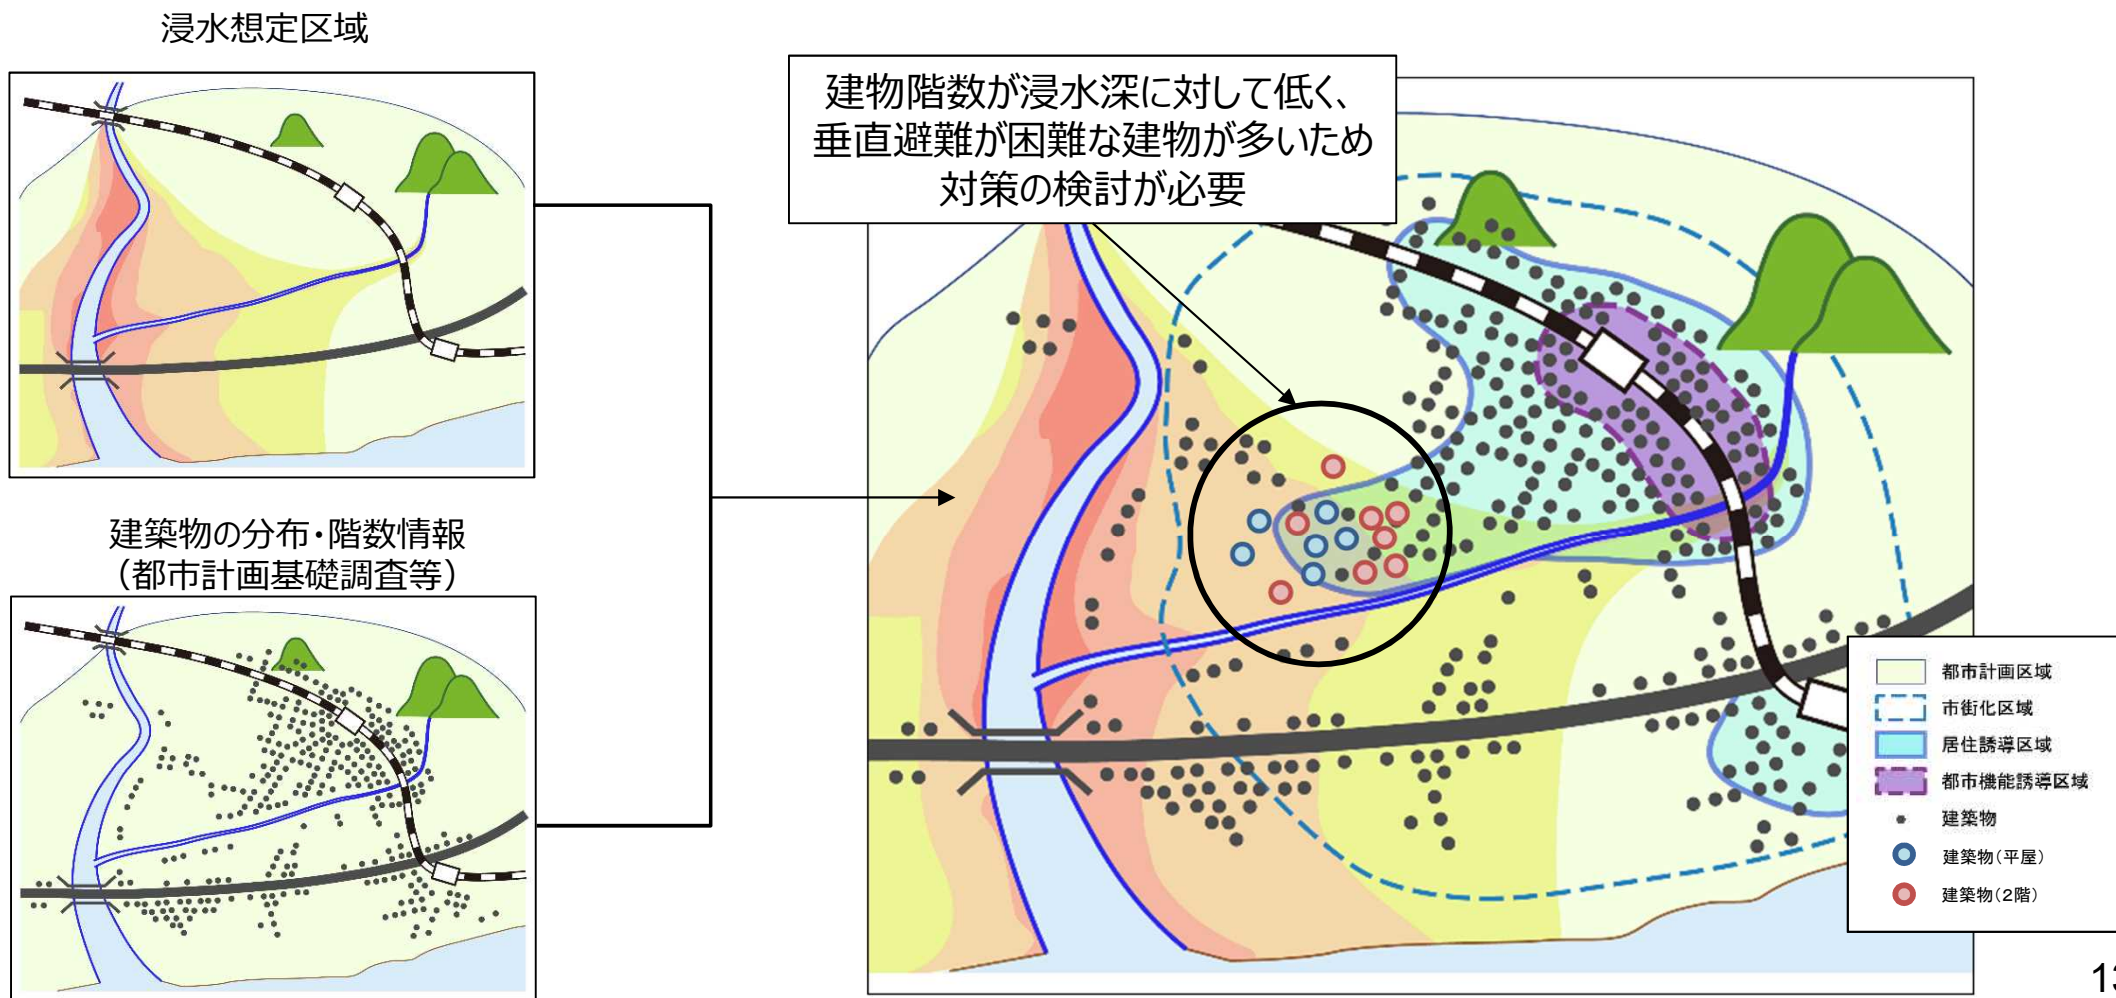 浸水想定区域
建物階数が浸水深に対して低く、
垂直避難が困難な建物が多いため
対策の検討が必要
建築物の分布・階数情報
（都市計画基礎調査等）
都市計画区域
市街化区域
居住誘導区域
都市機能誘導区域
建築物
建築物(平屋)
建築物(2階)
13